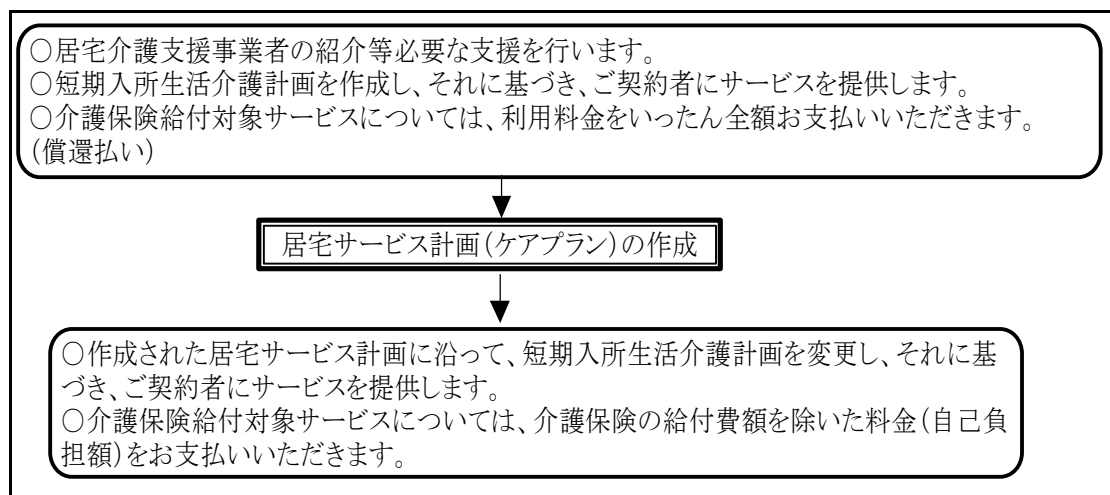 ○居宅介護支援事業者の紹介等必要な支援を行います。
○短期入所生活介護計画を作成し、それに基づき、ご契約者にサービスを提供します。
○介護保険給付対象サービスについては、利用料金をいったん全額お支払いいただきます。
(償還払い)
居宅サービス計画(ケアプラン)の作成
○作成された居宅サービス計画に沿って、短期入所生活介護計画を変更し、それに基
づき、ご契約者にサービスを提供します。
○介護保険給付対象サービスについては、介護保険の給付費額を除いた料金(自己負
担額)をお支払いいただきます。